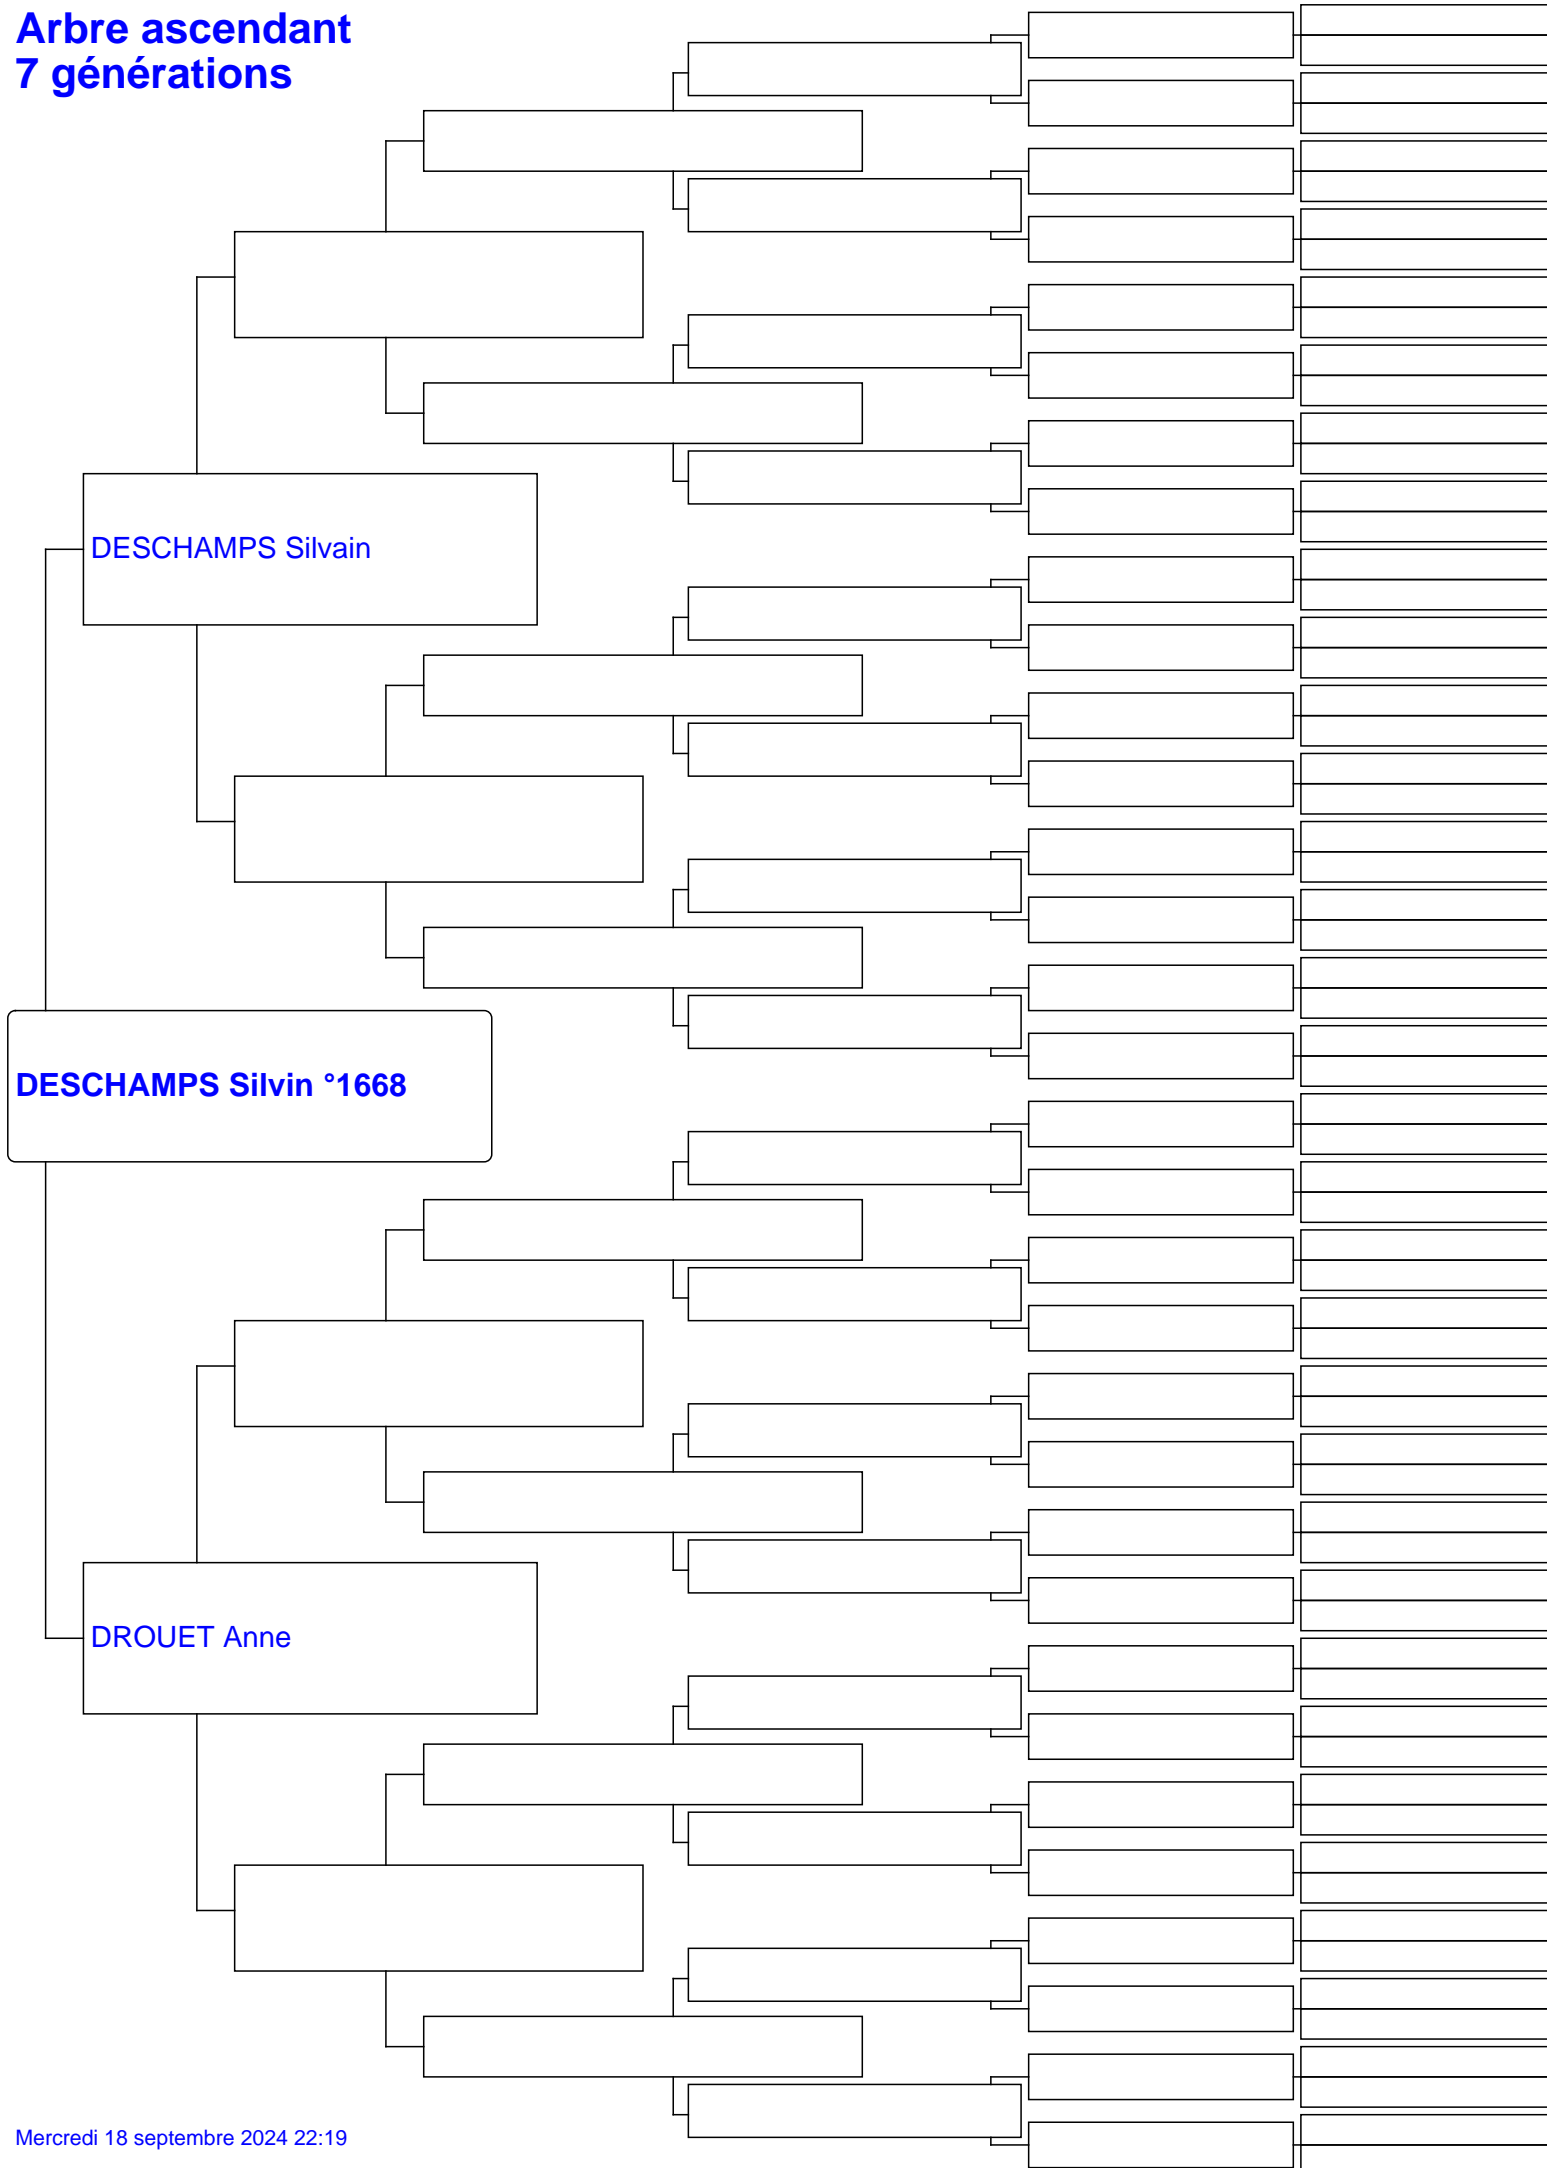 Arbre ascendant
7 générations
DESCHAMPS Silvain
DESCHAMPS Silvin °1668
DROUET Anne
Mercredi 18 septembre 2024 22:19